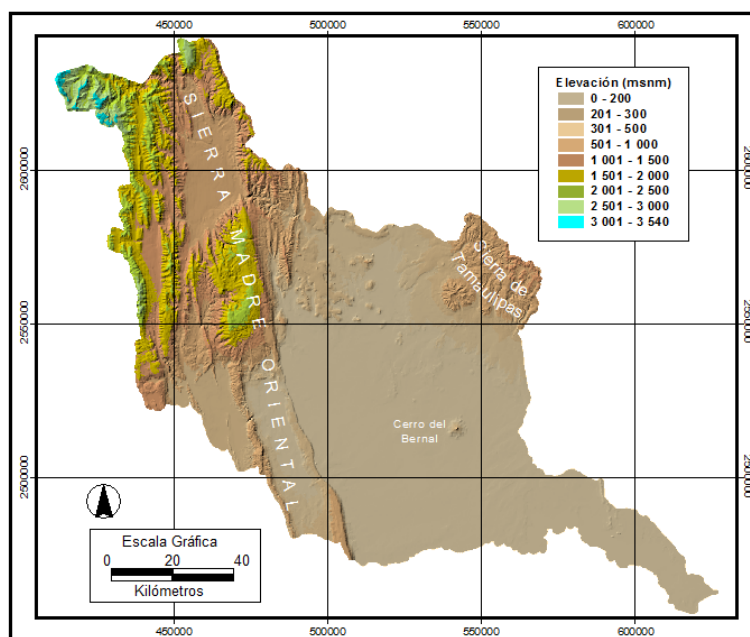 450000 500000 550000 600000
Elevación (msnm)
0 - 200
201 - 300
301 - 500
501 - 1 000
1 001 - 1 500
1 501 - 2 000
2 001 - 2 500
2 501 - 3 000
3 001 - 3 540
2600000 2600000
SIERRA MADRE ORIENTAL
Sierra de
Tamaulipas
2550000 2550000
Cerro del
Bernal
2500000 2500000
Escala Gráfica
0 20 40
Kilómetros
450000 500000 550000 600000